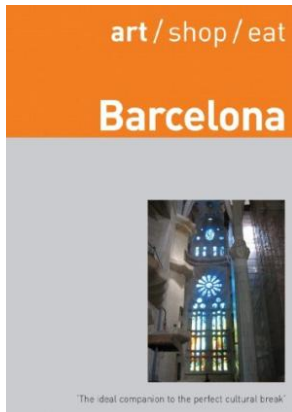 art/shop/eat
Barcelona
'The ideal companion to the perfect cultural break'